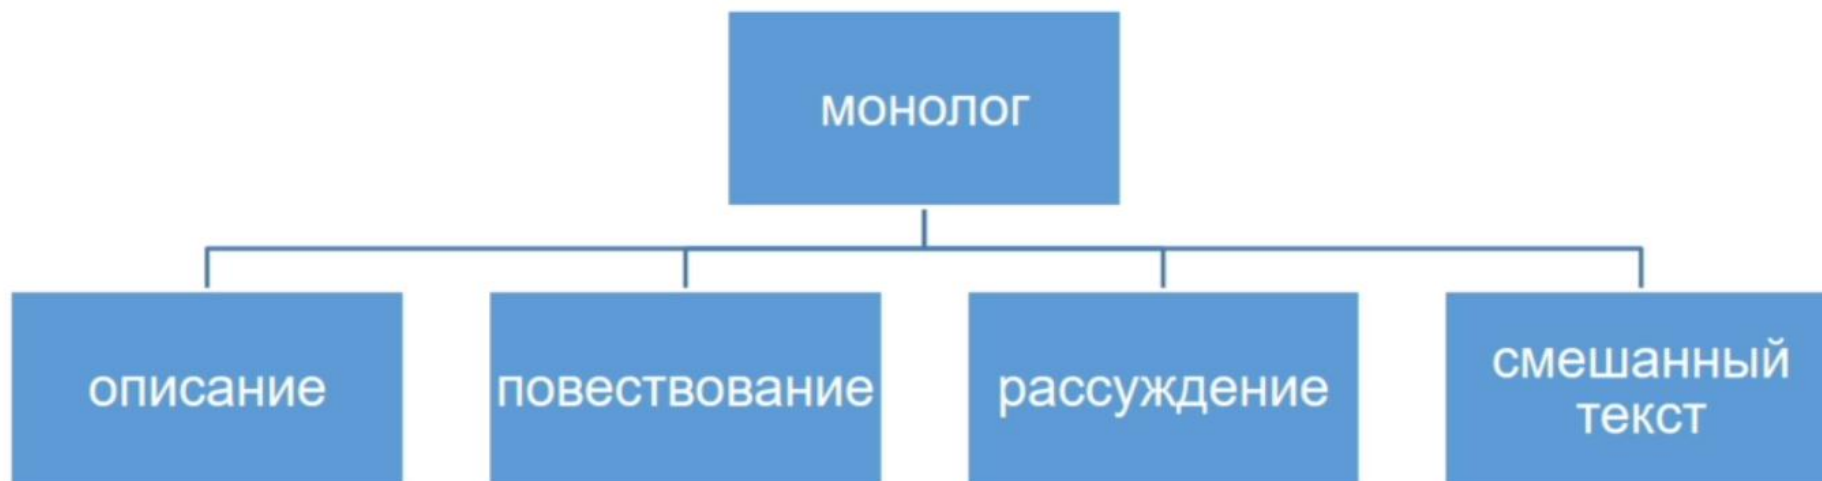 монолог
описание
повествование
рассуждение
смешанный
текст